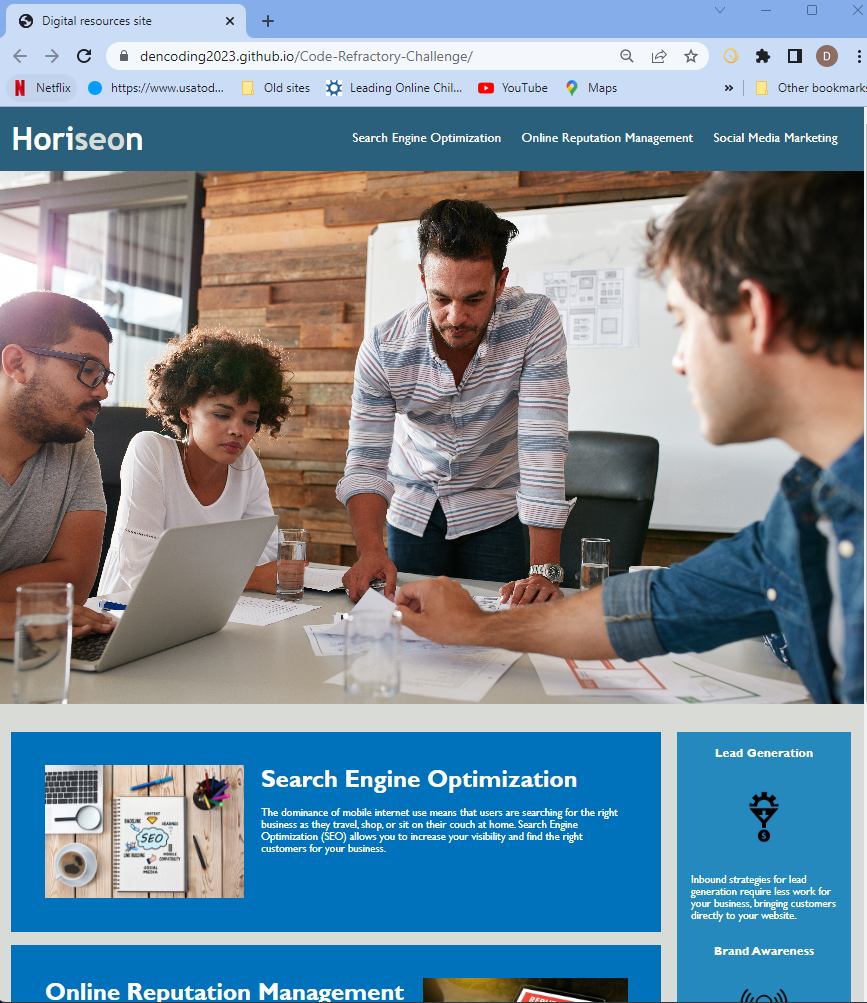 Digital resources site
dencoding2023.github.io/Code-Refractory-Challenge/
D
Netflix
https://www.usatod...
Old sites
Leading Online Chil...
YouTube
Maps
»
Other bookmarks
Horiseon
Search Engine Optimization
Online Reputation Management
Social Media Marketing
SEO
CONTENT
BACKLINK
SOCIAL
MEDIA
Search Engine Optimization
The dominance of mobile internet use means that users are searching for the right
business as they travel, shop, or sit on their couch at home. Search Engine
Optimization (SEO) allows you to increase your visibility and find the right
customers for your business.
Lead Generation
$
Inbound strategies for lead
generation require less work for
your business, bringing customers
directly to your website.
Brand Awareness
Online Reputation Management